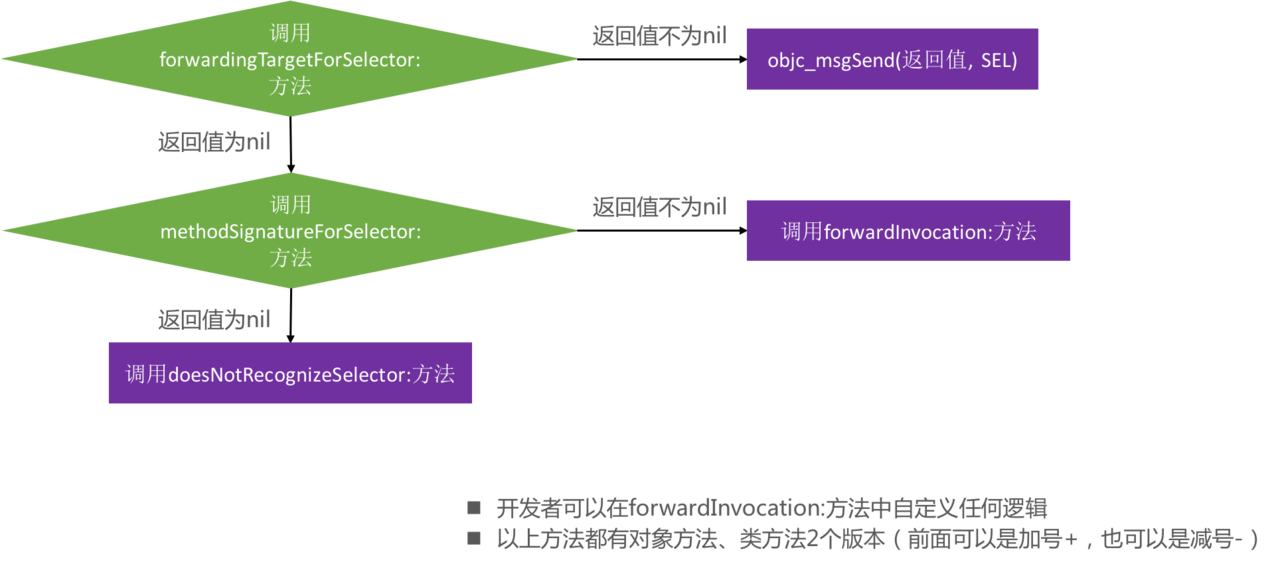 调用
forwardingTargetForSelector:
方法
返回值不为nil
objc_msgSend(返回值, SEL)
返回值为nil
调用
methodSignatureForSelector:
方法
返回值不为nil
调用forwardInvocation:方法
返回值为nil
调用doesNotRecognizeSelector:方法
■ 开发者可以在forwardInvocation:方法中自定义任何逻辑
■ 以上方法都有对象方法、类方法2个版本（前面可以是加号+，也可以是减号-）